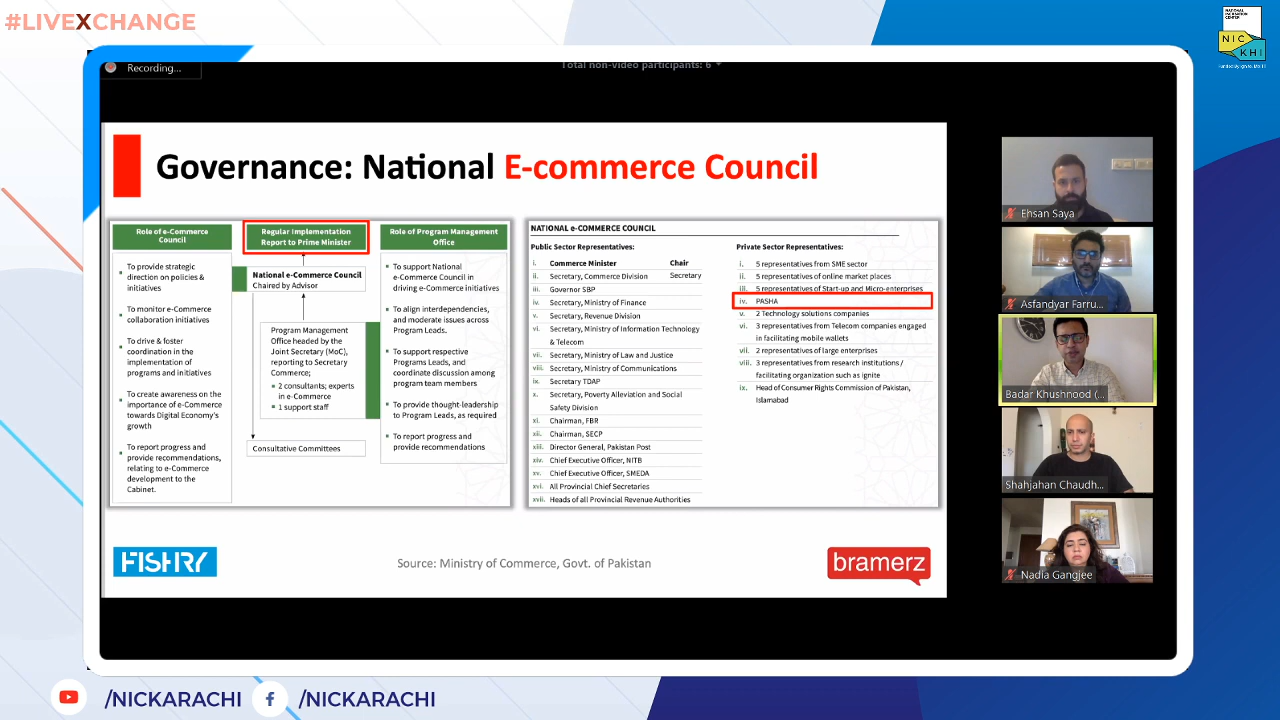 #LIVEXCHANGE
NATIONAL
INCUBATION
CENTER
NIC
KHI
Recording...
Total non-video participants: 6
Governance: National E-commerce Council
Role of e-Commerce
Council
To provide strategic
direction on policies &
initiatives
To monitor e-Commerce
collaboration initiatives
To drive & foster
coordination in the
implementation of
programs and initiatives
To create awareness on the
importance of e-Commerce
towards Digital Economy's
growth
To report progress and
provide recommendations,
relating to e-Commerce
development to the
Cabinet.
Regular Implementation
Report to Prime Minister
National e-Commerce Council
Chaired by Advisor
Program Management
Office headed by the
Joint Secretary (MoC),
reporting to Secretary
Commerce;
2 consultants; experts
in e-Commerce
1 support staff
Consultative Committees
Role of Program Management
Office
To support National
e-Commerce Council in
driving e-Commerce initiatives
To align interdependencies,
and moderate issues across
Program Leads.
To support respective
Programs Leads, and
coordinate discussion among
program team members
To provide thought-leadership
to Program Leads, as required
To report progress and
provide recommendations
NATIONAL e-COMMERCE COUNCIL
Public Sector Representatives:
i. Commerce Minister Chair
ii. Secretary, Commerce Division Secretary
iii. Governor SBP
iv. Secretary, Ministry of Finance
v. Secretary, Revenue Division
vi. Secretary, Ministry of Information Technology
& Telecom
vii. Secretary, Ministry of Law and Justice
viii. Secretary, Ministry of Communications
ix. Secretary TDAP
x. Secretary, Poverty Alleviation and Social
Safety Division
xi. Chairman, FBR
xii. Chairman, SECP
xiii. Director General, Pakistan Post
xiv. Chief Executive Officer, NITB
xv. Chief Executive Officer, SMEDA
xvi. All Provincial Chief Secretaries
xvii. Heads of all Provincial Revenue Authorities
Private Sector Representatives:
i. 5 representatives from SME sector
ii. 5 representatives of online market places
iii. 5 representatives of Start-up and Micro-enterprises
iv. PASHA
v. 2 Technology solutions companies
vi. 3 representatives from Telecom companies engaged
in facilitating mobile wallets
vii. 2 representatives of large enterprises
viii. 3 representatives from research institutions /
facilitating organization such as ignite
ix. Head of Consumer Rights Commission of Pakistan,
Islamabad
FISHRY
Source: Ministry of Commerce, Govt. of Pakistan
bramerz
Ehsan Saya
Asfandyar Farru...
Badar Khushnood (...
Shahjahan Chaudh...
Nadia Gangjee
/NICKARACHI
/NICKARACHI